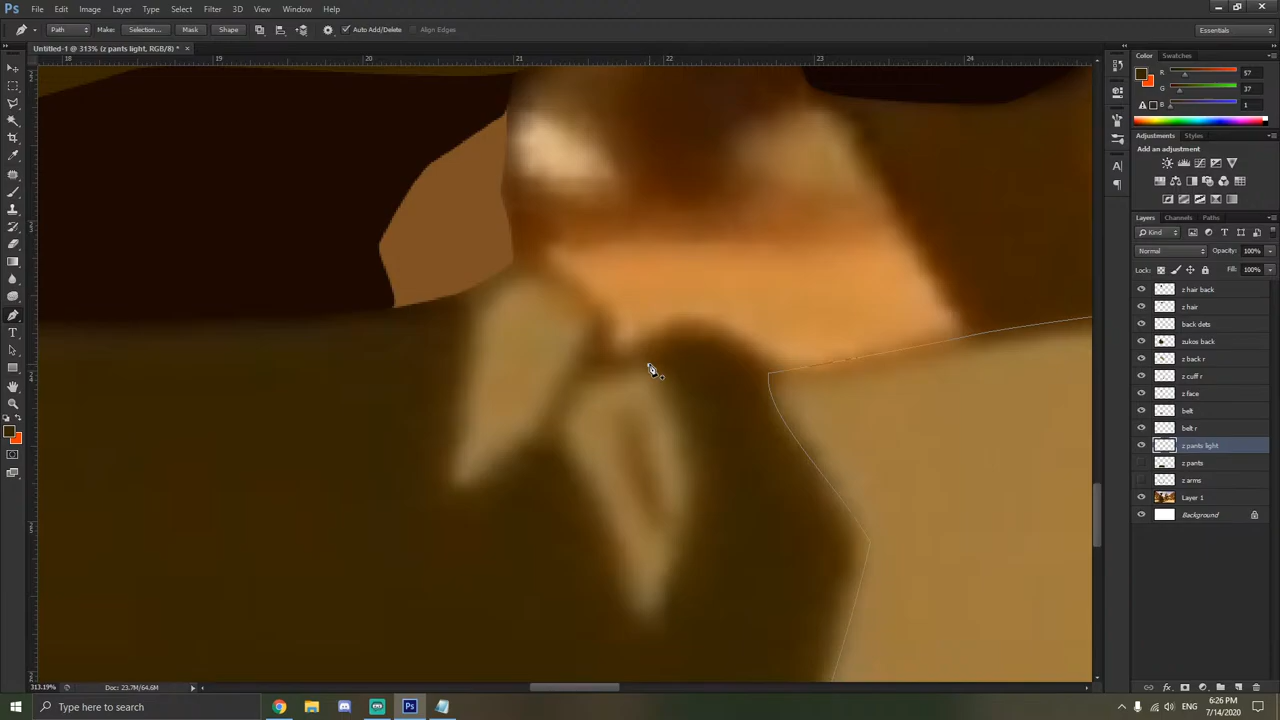 Ps File Edit Image Layer Type Select Filter 3D View Window Help
Path Make: Selection... Mask Shape Auto Add/Delete Align Edges Essentials
Untitled-1 @ 313% (z pants light, RGB/8) * ×
18 19 20 21 22 23 24
Color Swatches
R 57
G 37
B 1
Adjustments Styles
Add an adjustment
Layers Channels Paths
Kind
Normal Opacity: 100%
Lock: Fill: 100%
z hair back
z hair
back dets
zukos back
z back r
z cuff r
z face
belt
belt r
z pants light
z pants
z arms
Layer 1
Background
313.19% Doc: 23.7M/64.6M
Type here to search
ENG 6:26 PM
7/14/2020